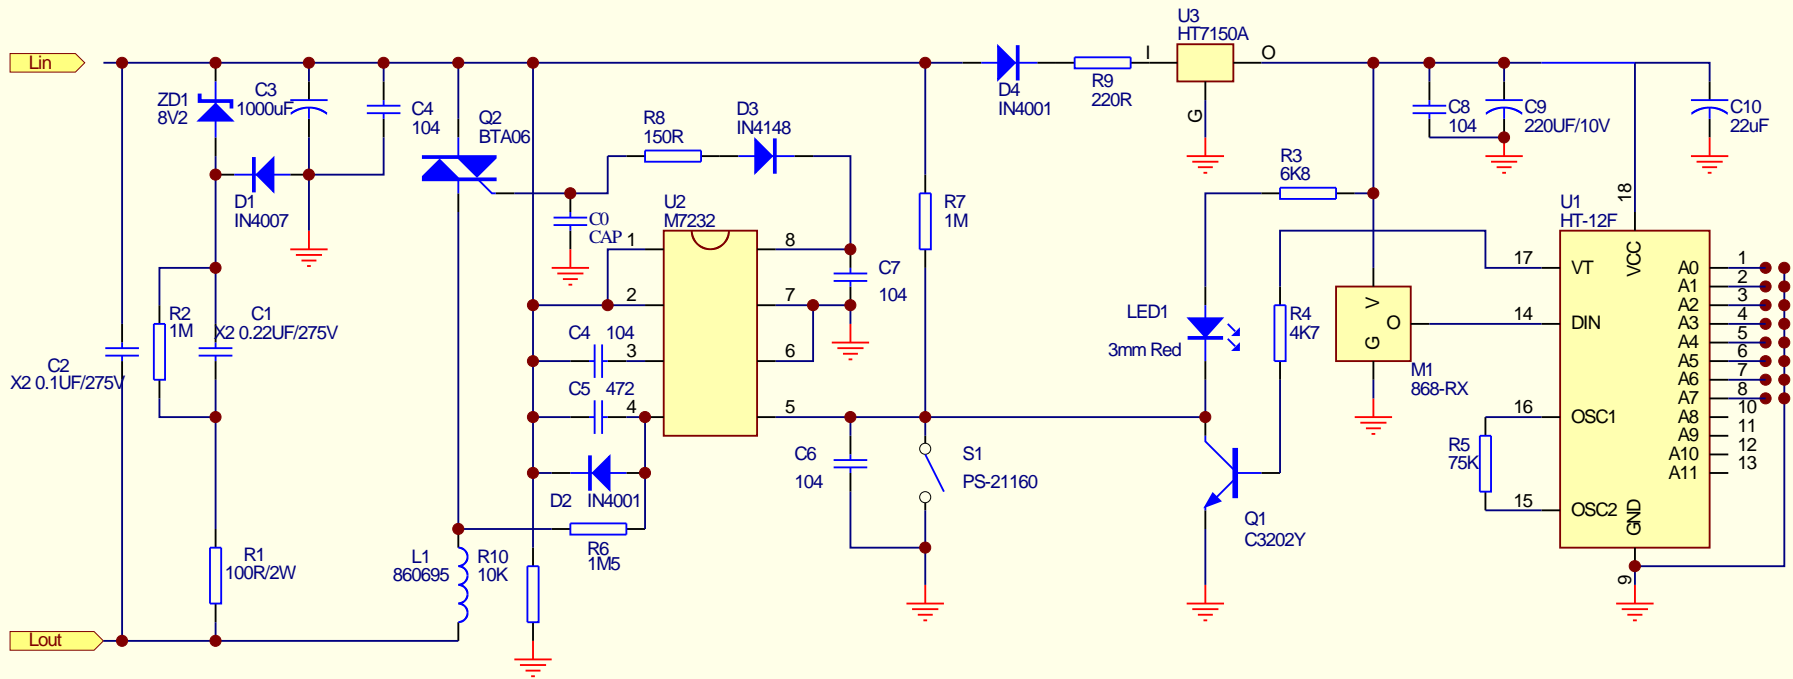 Lin
ZD1
8V2
C3
1000uF
C4
104
D1
IN4007
R2
1M
C1
X2 0.22UF/275V
C2
X2 0.1UF/275V
R1
100R/2W
Lout
Q2
BTA06
R8
150R
D3
IN4148
C0
CAP
U2
M7232
1
2
3
4
8
7
6
5
C4 104
C5 472
D2 IN4001
R6
1M5
L1
860695
R10
10K
C7
104
R7
1M
C6
104
S1
PS-21160
D4
IN4001
R9
220R
U3
HT7150A
I
O
G
R3
6K8
LED1
3mm Red
R4
4K7
Q1
C3202Y
V
O
G
M1
868-RX
C8
104
C9
220UF/10V
C10
22uF
U1
HT-12F
18
VCC
17
VT
14
DIN
16
OSC1
15
OSC2
R5
75K
GND
9
A0 1
A1 2
A2 3
A3 4
A4 5
A5 6
A6 7
A7 8
A8 10
A9 11
A10 12
A11 13